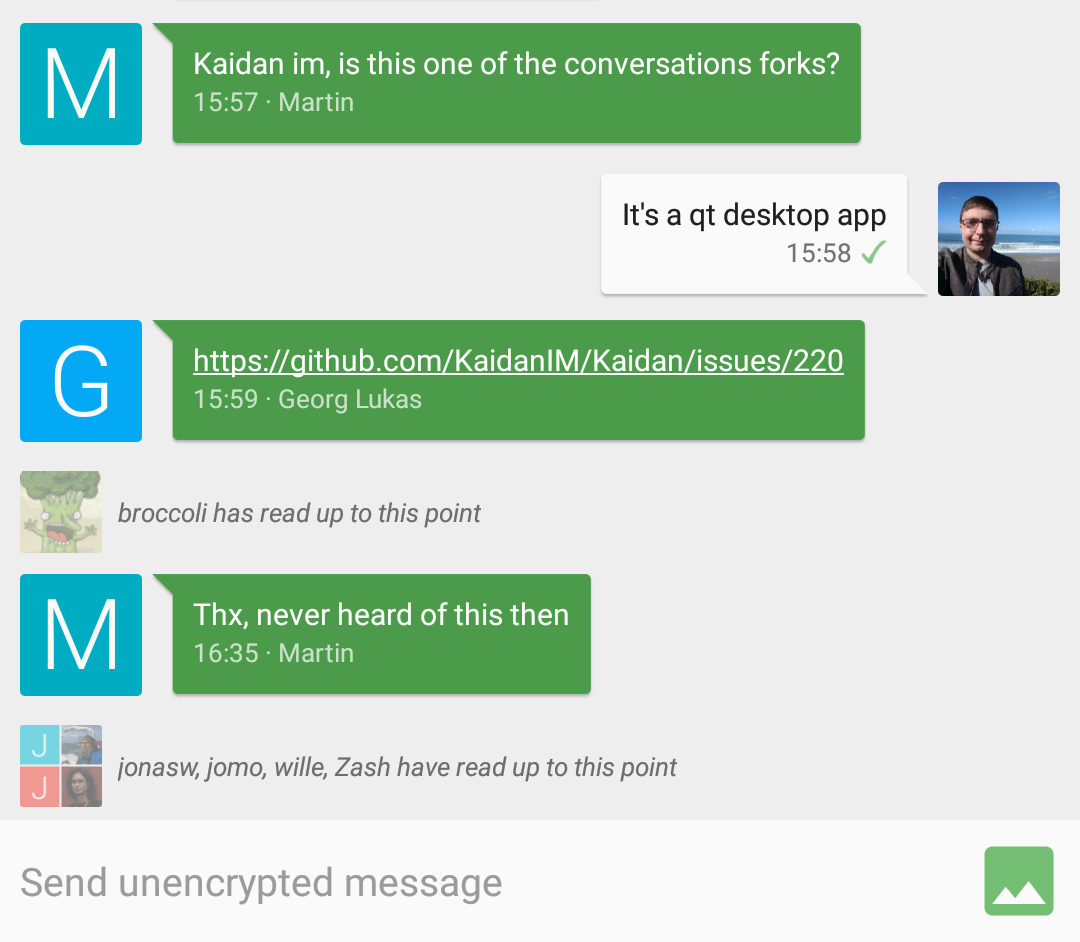 M
Kaidan im, is this one of the conversations forks?
15:57 · Martin
It's a qt desktop app
15:58
G
https://github.com/KaidanIM/Kaidan/issues/220
15:59 · Georg Lukas
broccoli has read up to this point
M
Thx, never heard of this then
16:35 · Martin
J
J
jonasw, jomo, wille, Zash have read up to this point
Send unencrypted message